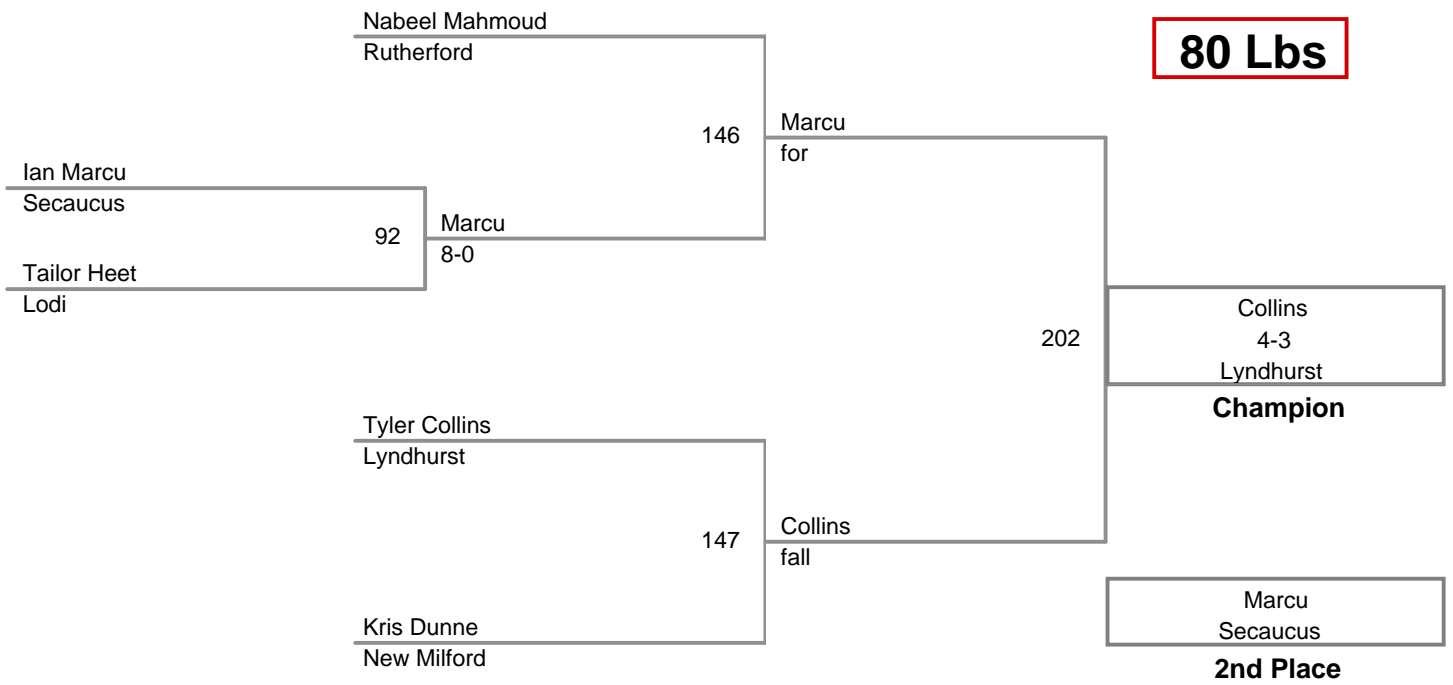 Nabeel Mahmoud
Rutherford
80 Lbs
146
Marcu
for
Ian Marcu
Secaucus
92
Marcu
8-0
Tailor Heet
Lodi
202
Collins
4-3
Lyndhurst
Champion
Tyler Collins
Lyndhurst
147
Collins
fall
Kris Dunne
New Milford
Marcu
Secaucus
2nd Place